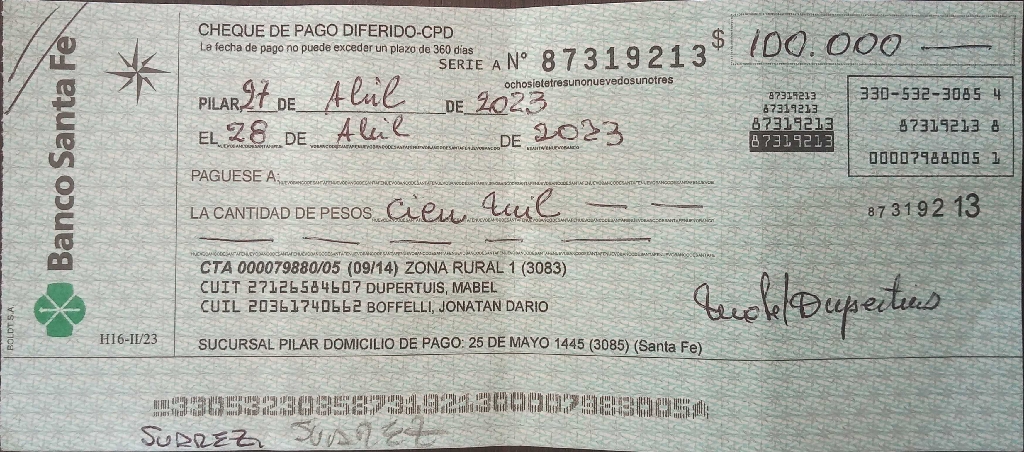 Banco Santa Fe
BOLDT S.A
H16-II/23
CHEQUE DE PAGO DIFERIDO-CPD
La fecha de pago no puede exceder un plazo de 360 días
SERIE A N° 87319213
ochosietetresunonuevedosunotres
$ 100.000 —
PILAR, 27 DE Abril DE 2023
EL 28 DE Abril DE 2023
87319213
87319213
87319213
87319213
330-532-3085 4
87319213 8
00007988005 1
PAGUESE A:
LA CANTIDAD DE PESOS Cien mil — —
87319213
CTA 000079880/05 (09/14) ZONA RURAL 1 (3083)
CUIT 27126584607 DUPERTUIS, MABEL
CUIL 20361740662 BOFFELLI, JONATAN DARIO
Mabel Dupertuis
SUCURSAL PILAR DOMICILIO DE PAGO: 25 DE MAYO 1445 (3085) (Santa Fe)
SUAREZ SUAREZ